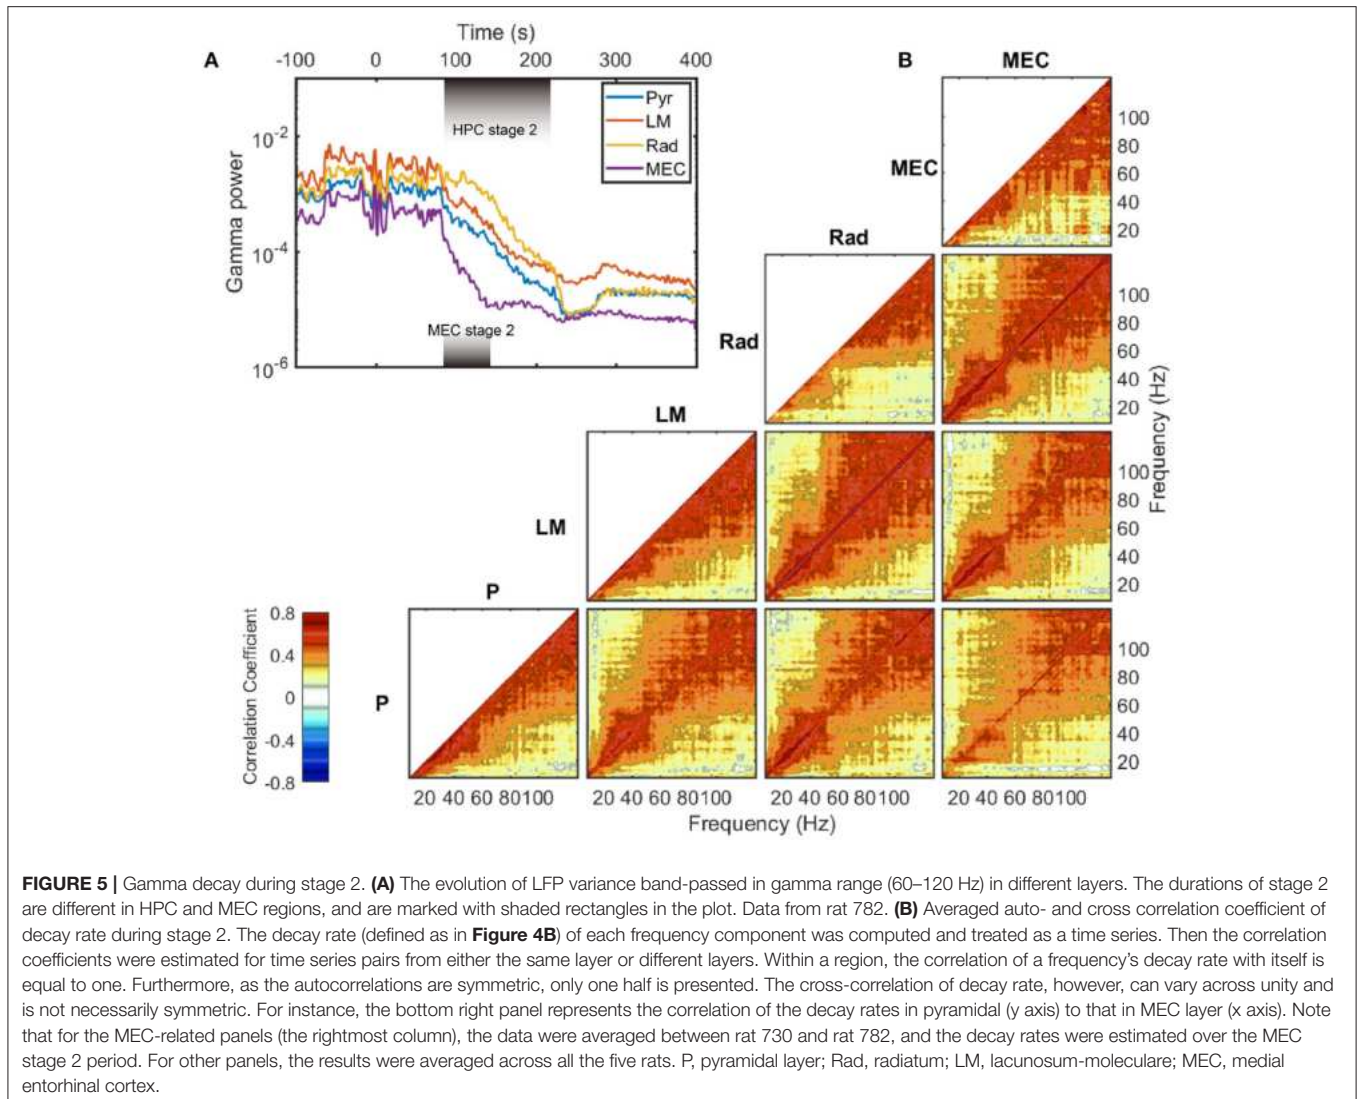 Time (s)
A
-100 0 100 200 300 400
Gamma power
10-2
10-4
10-6
HPC stage 2
MEC stage 2
Pyr
LM
Rad
MEC
B
MEC
MEC
100
80
60
40
20
Rad
Rad
100
80
60
40
20
Frequency (Hz)
LM
LM
100
80
60
40
20
P
P
100
80
60
40
20
Correlation Coefficient
0.8
0.4
0
-0.4
-0.8
20 40 60 80 100 20 40 60 80 100 20 40 60 80 100 20 40 60 80 100
Frequency (Hz)
FIGURE 5 | Gamma decay during stage 2. (A) The evolution of LFP variance band-passed in gamma range (60–120 Hz) in different layers. The durations of stage 2
are different in HPC and MEC regions, and are marked with shaded rectangles in the plot. Data from rat 782. (B) Averaged auto- and cross correlation coefficient of
decay rate during stage 2. The decay rate (defined as in Figure 4B) of each frequency component was computed and treated as a time series. Then the correlation
coefficients were estimated for time series pairs from either the same layer or different layers. Within a region, the correlation of a frequency's decay rate with itself is
equal to one. Furthermore, as the autocorrelations are symmetric, only one half is presented. The cross-correlation of decay rate, however, can vary across unity and
is not necessarily symmetric. For instance, the bottom right panel represents the correlation of the decay rates in pyramidal (y axis) to that in MEC layer (x axis). Note
that for the MEC-related panels (the rightmost column), the data were averaged between rat 730 and rat 782, and the decay rates were estimated over the MEC
stage 2 period. For other panels, the results were averaged across all the five rats. P, pyramidal layer; Rad, radiatum; LM, lacunosum-moleculare; MEC, medial
entorhinal cortex.